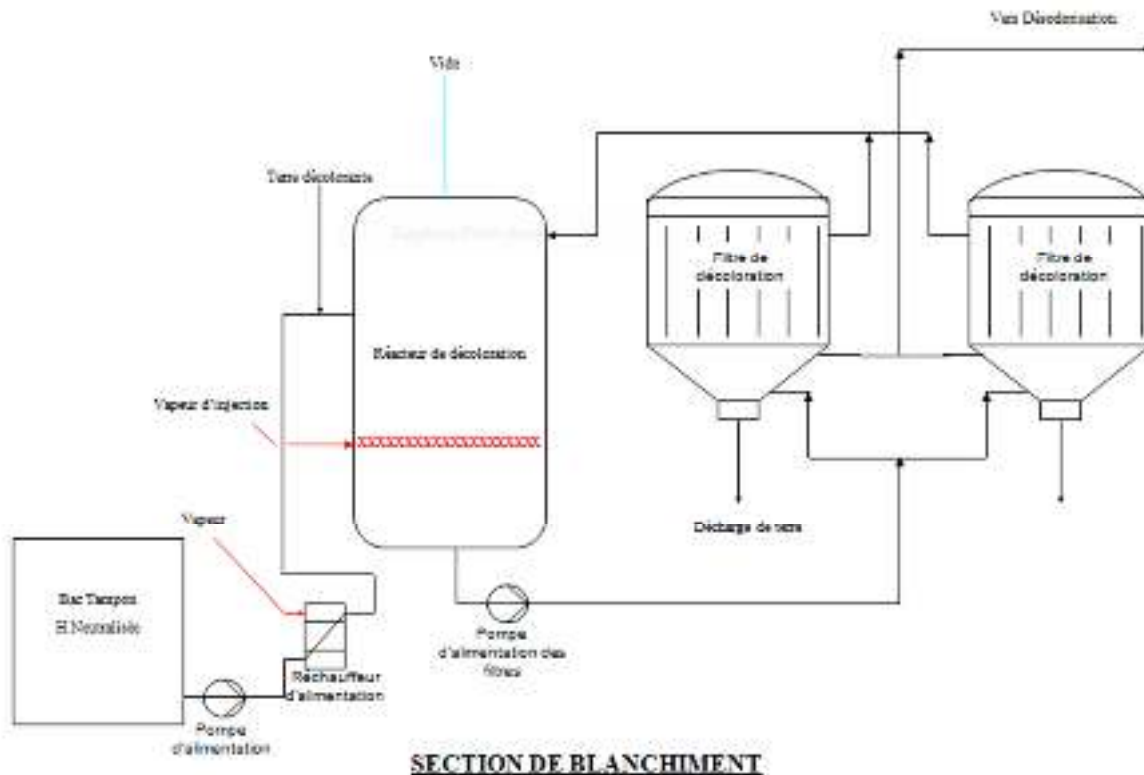 Vers Désodorisation
Vide
Terre décolorante
Filtre de
décoloration
Filtre de
décoloration
Réacteur de décoloration
Vapeur d'injection
Vapeur
Décharge de terre
Bac Tampon
H.Neutralisée
Pompe
d'alimentation des
filtres
Réchauffeur
d'alimentation
Pompe
d'alimentation
SECTION DE BLANCHIMENT